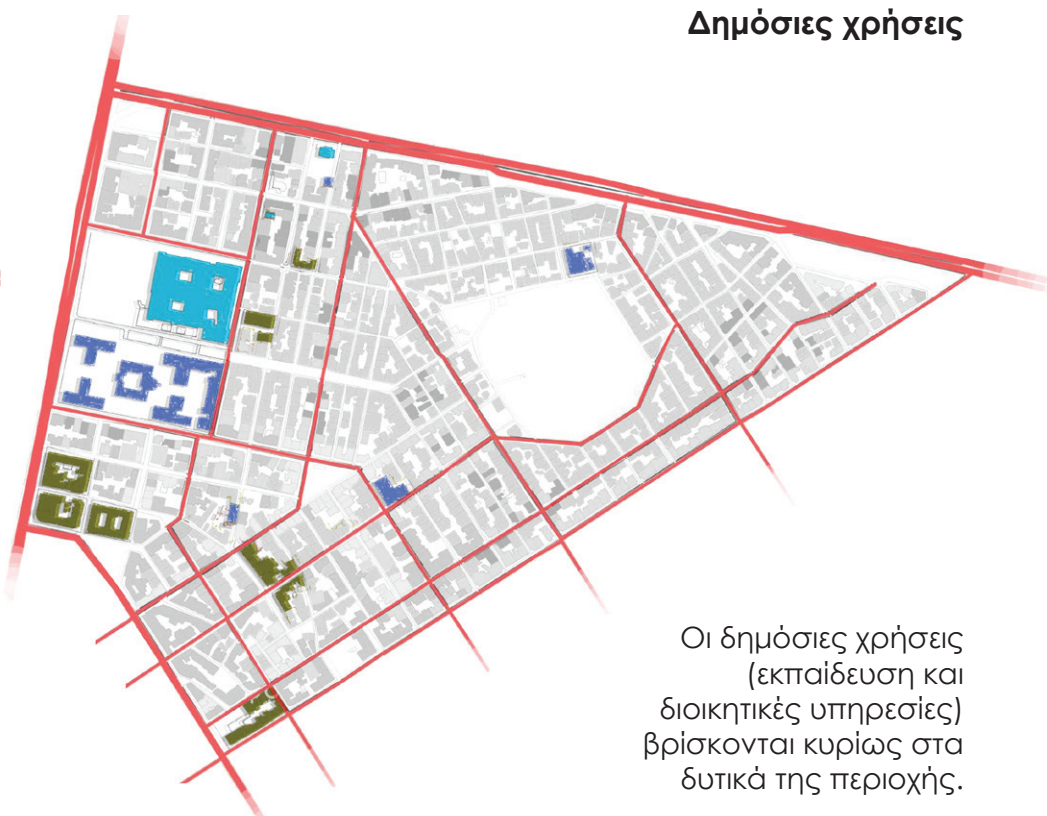 Δημόσιες χρήσεις
Οι δημόσιες χρήσεις
(εκπαίδευση και
διοικητικές υπηρεσίες)
βρίσκονται κυρίως στα
δυτικά της περιοχής.